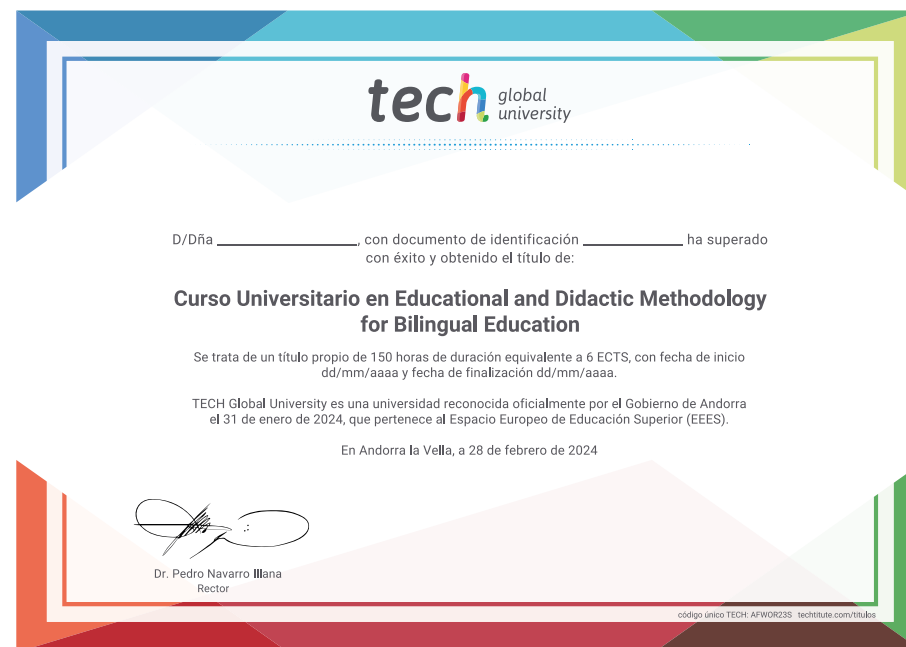 tech global university
D/Dña ________________, con documento de identificación ____________ ha superado
con éxito y obtenido el título de:
Curso Universitario en Educational and Didactic Methodology
for Bilingual Education
Se trata de un título propio de 150 horas de duración equivalente a 6 ECTS, con fecha de inicio
dd/mm/aaaa y fecha de finalización dd/mm/aaaa.
TECH Global University es una universidad reconocida oficialmente por el Gobierno de Andorra
el 31 de enero de 2024, que pertenece al Espacio Europeo de Educación Superior (EEES).
En Andorra la Vella, a 28 de febrero de 2024
Dr. Pedro Navarro Illana
Rector
código único TECH: AFWOR23S techtitute.com/titulos